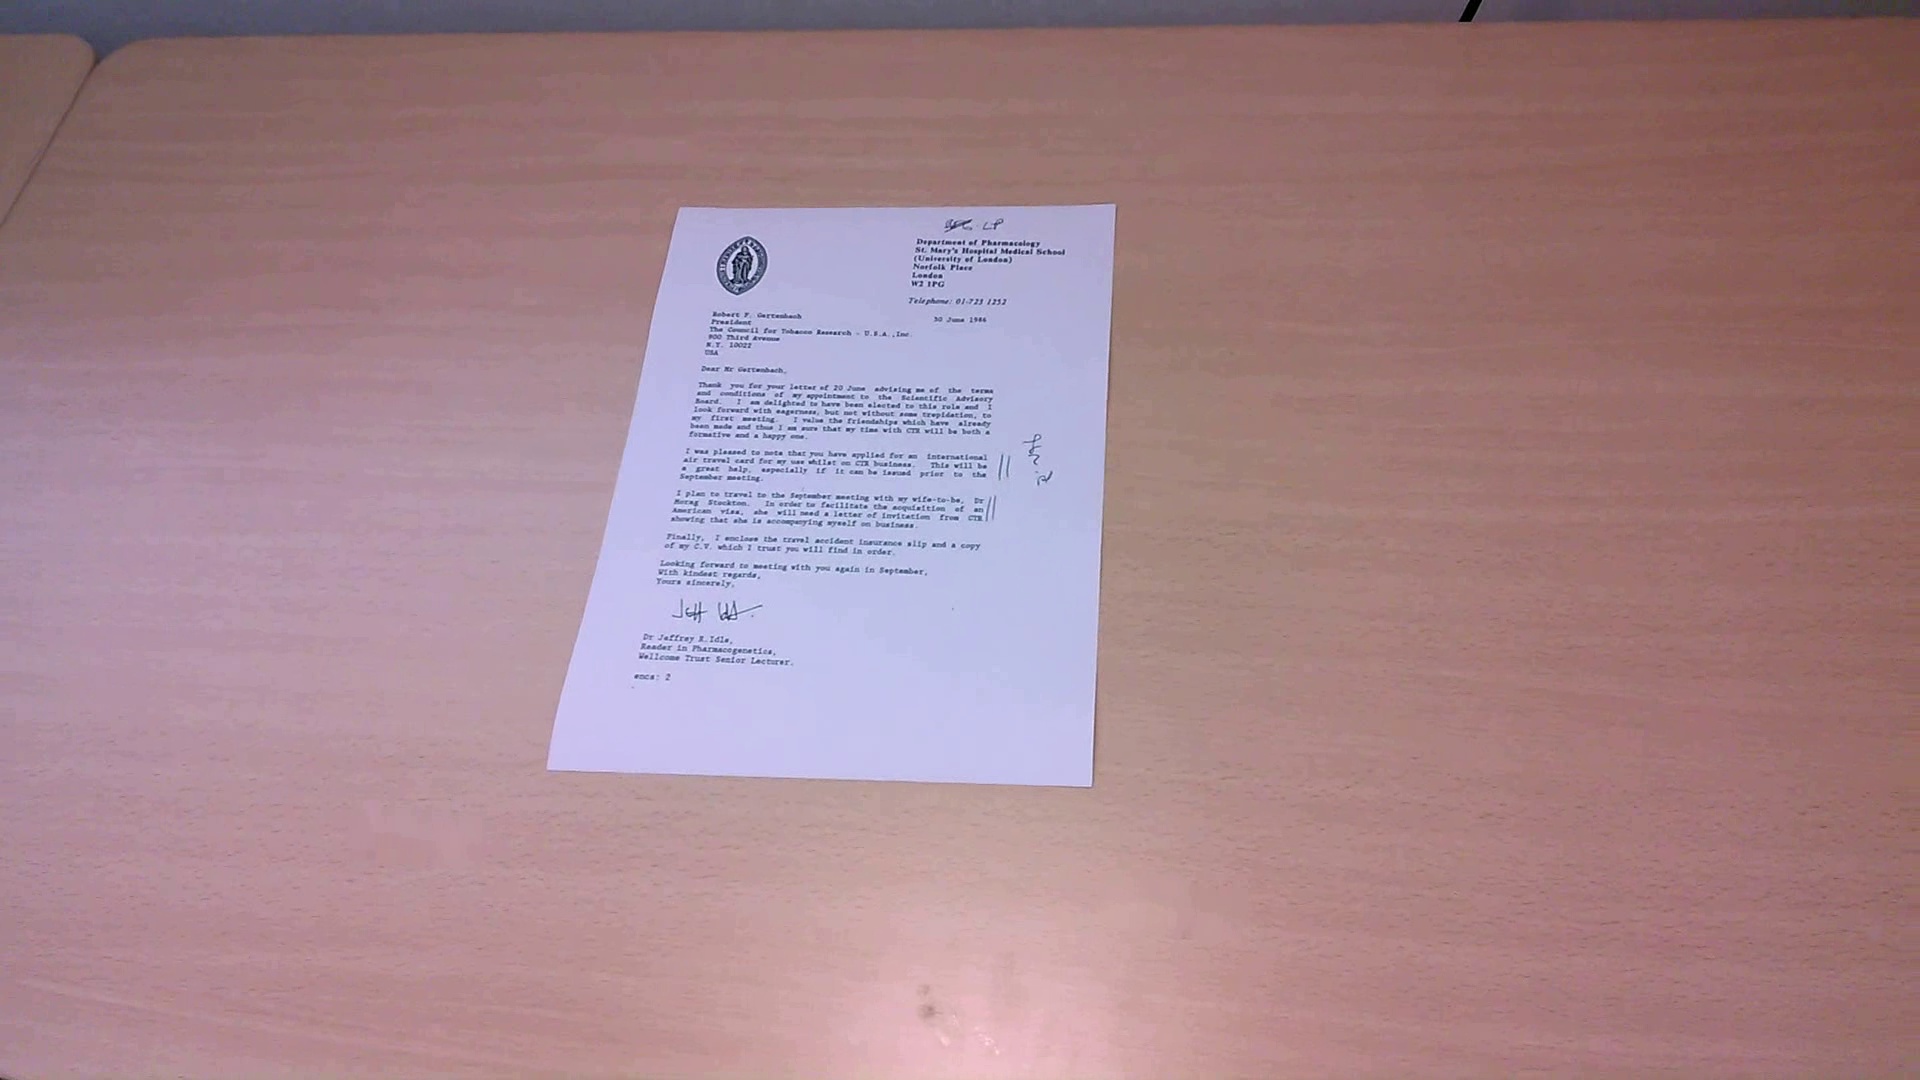 LP
Department of Pharmacology
St. Mary's Hospital Medical School
(University of London)
Norfolk Place
London
W2 1PG
Telephone: 01-723 1252
30 June 1986
Robert F. Gertenbach
President
The Council for Tobacco Research - U.S.A.,Inc.
900 Third Avenue
N.Y. 10022
USA
Dear Mr Gertenbach,
Thank you for your letter of 20 June advising me of the terms
and conditions of my appointment to the Scientific Advisory
Board. I am delighted to have been elected to this role and I
look forward with eagerness, but not without some trepidation, to
my first meeting. I value the friendships which have already
been made and thus I am sure that my time with CTR will be both a
formative and a happy one.
I was pleased to note that you have applied for an international
air travel card for my use whilst on CTR business. This will be
a great help, especially if it can be issued prior to the
September meeting.
I plan to travel to the September meeting with my wife-to-be, Dr
Morag Stockton. In order to facilitate the acquisition of an
American visa, she will need a letter of invitation from CTR
showing that she is accompanying myself on business.
Finally, I enclose the travel accident insurance slip and a copy
of my C.V. which I trust you will find in order.
Looking forward to meeting with you again in September,
With kindest regards,
Yours sincerely,
Jeff
Dr Jeffrey R.Idle,
Reader in Pharmacogenetics,
Wellcome Trust Senior Lecturer.
encs: 2